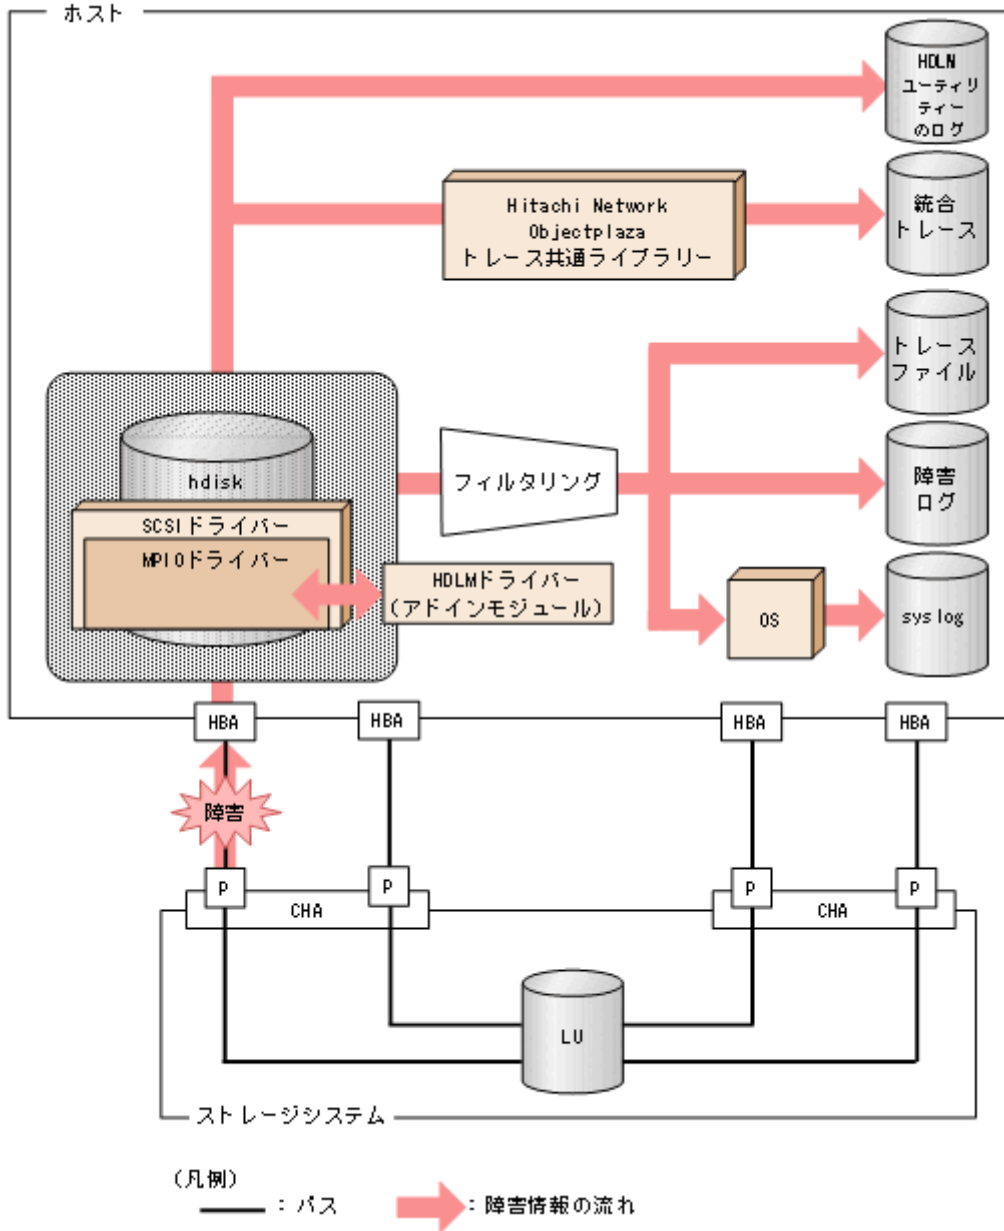 ホスト
HDLM
ユーティリ
ティー
のログ
Hitachi Network
Objectplaza
トレース共通ライブラリー
統合
トレース
トレース
ファイル
hdisk
SCSIドライバー
MPIOドライバー
フィルタリング
障害
ログ
HDLMドライバー
(アドインモジュール)
OS
syslog
HBA
HBA
HBA
HBA
障害
P
P
P
P
CHA
CHA
LU
ストレージシステム
(凡例)
：パス
：障害情報の流れ